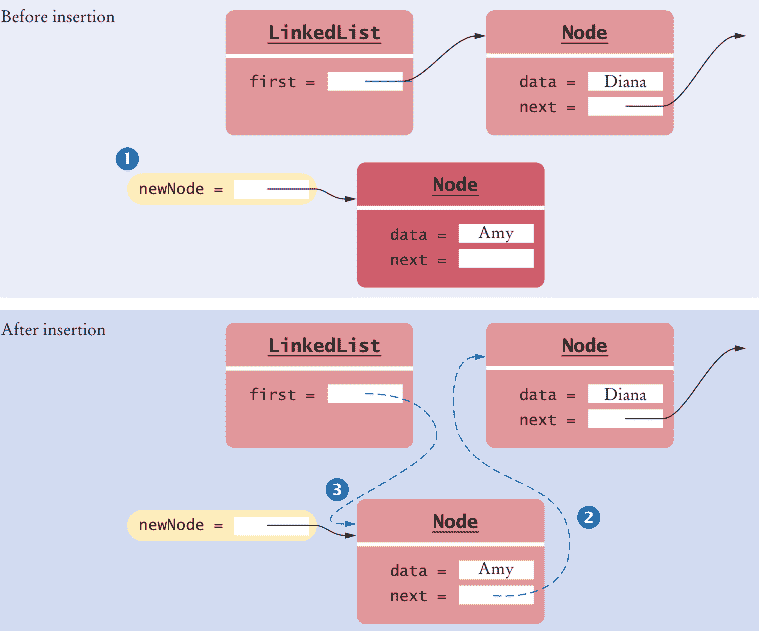 Before insertion
LinkedList
first =
Node
data = Diana
next =
1
newNode =
Node
data = Amy
next =
After insertion
LinkedList
first =
Node
data = Diana
next =
3
newNode =
Node
data = Amy
next =
2